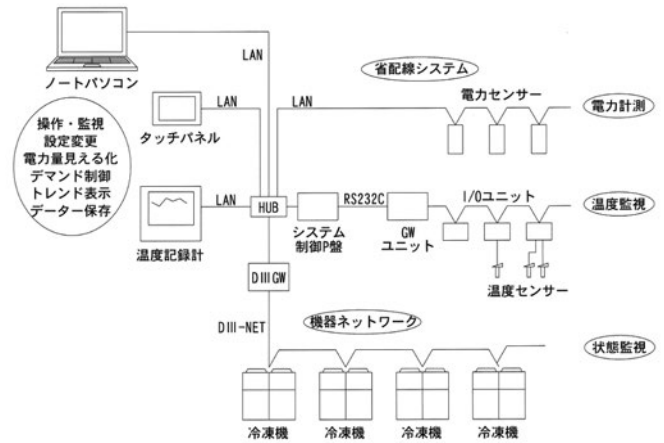 LAN
ノートパソコン
省配線システム
電力センサー
LAN
LAN
電力計測
タッチパネル
操作・監視
設定変更
電力量見える化
デマンド制御
トレンド表示
データー保存
LAN
HUB
RS232C
I/Oユニット
温度監視
システム
制御P盤
GW
ユニット
温度記録計
温度センサー
DⅢGW
DⅢ-NET
機器ネットワーク
状態監視
冷凍機
冷凍機
冷凍機
冷凍機